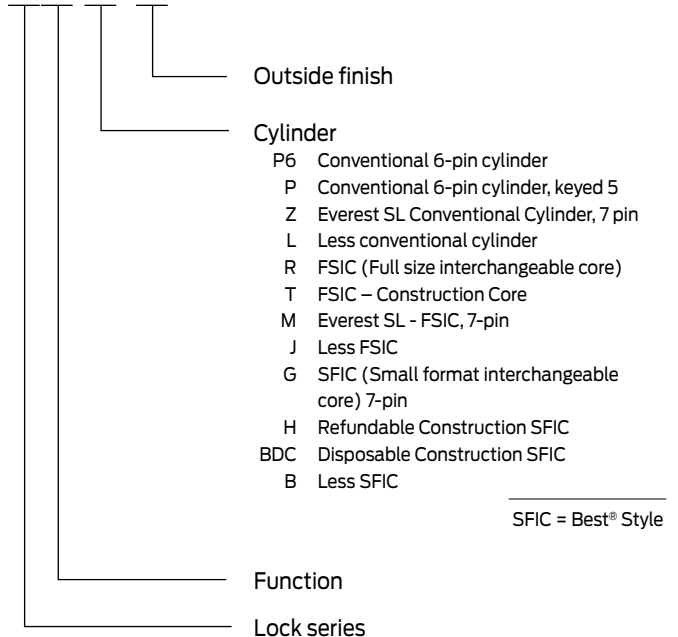 Outside finish
Cylinder
P6 Conventional 6-pin cylinder
P Conventional 6-pin cylinder, keyed 5
Z Everest SL Conventional Cylinder, 7 pin
L Less conventional cylinder
R FSIC (Full size interchangeable core)
T FSIC – Construction Core
M Everest SL - FSIC, 7-pin
J Less FSIC
G SFIC (Small format interchangeable
core) 7-pin
H Refundable Construction SFIC
BDC Disposable Construction SFIC
B Less SFIC
SFIC = Best® Style
Function
Lock series